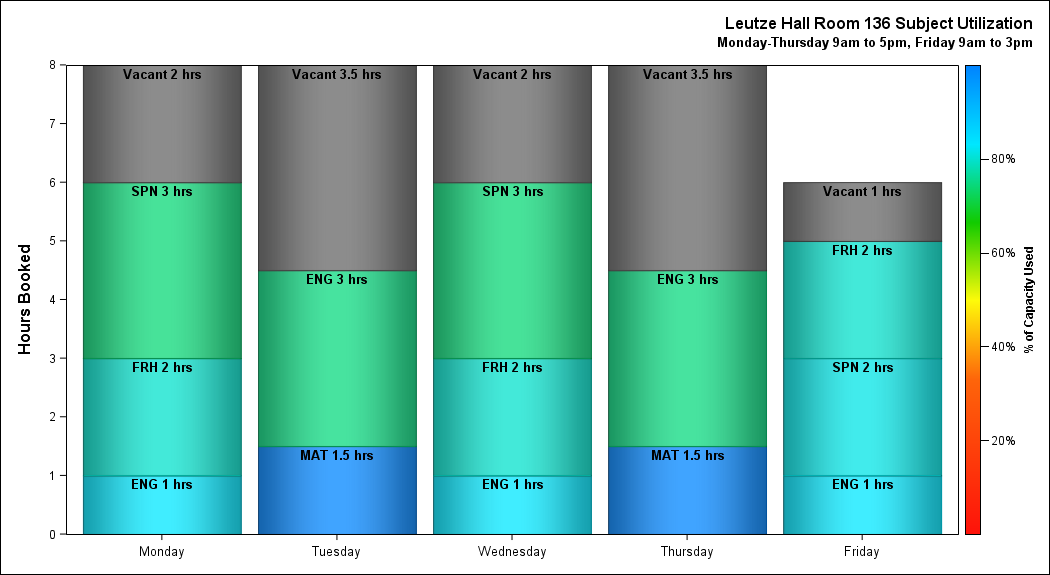 Leutze Hall Room 136 Subject Utilization
Monday-Thursday 9am to 5pm, Friday 9am to 3pm
Hours Booked
8
7
6
5
4
3
2
1
0
Vacant 2 hrs
SPN 3 hrs
FRH 2 hrs
ENG 1 hrs
Vacant 3.5 hrs
ENG 3 hrs
MAT 1.5 hrs
Vacant 2 hrs
SPN 3 hrs
FRH 2 hrs
ENG 1 hrs
Vacant 3.5 hrs
ENG 3 hrs
MAT 1.5 hrs
Vacant 1 hrs
FRH 2 hrs
SPN 2 hrs
ENG 1 hrs
Monday
Tuesday
Wednesday
Thursday
Friday
80%
60%
40%
20%
% of Capacity Used